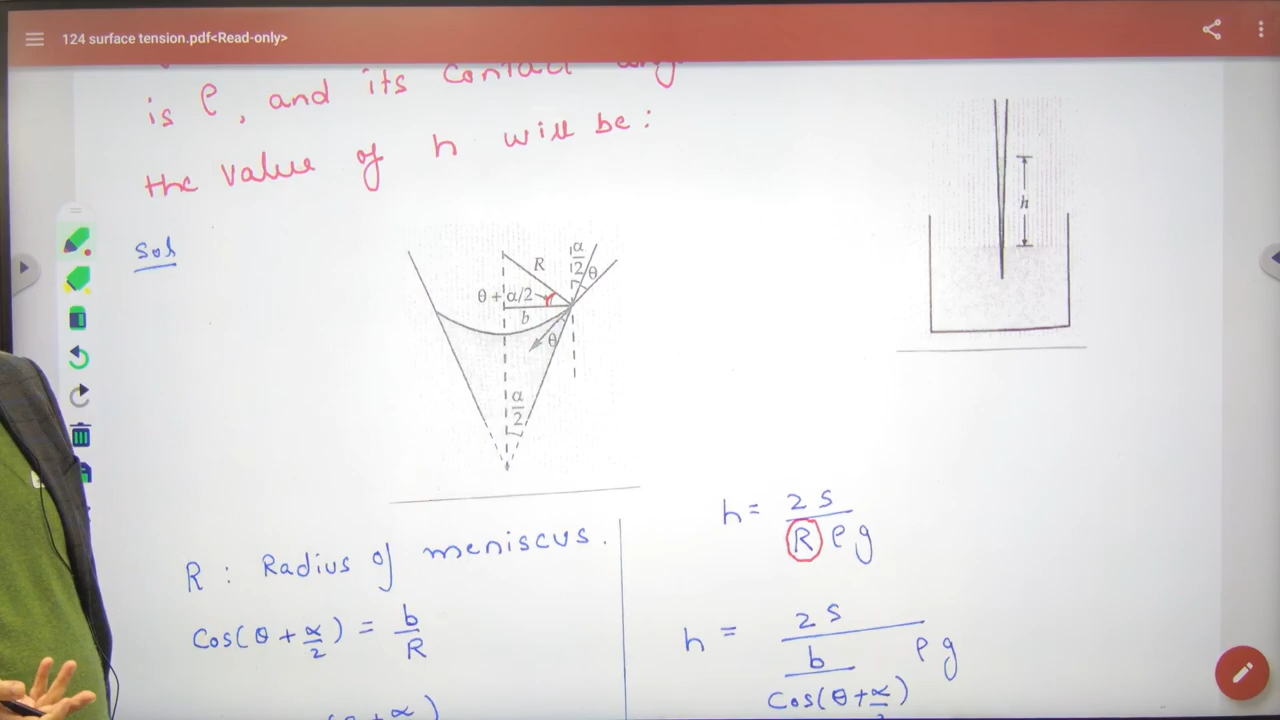 124 surface tension.pdf<Read-only>
is ρ, and its contact
the value of h will be:
Sol
R
α/2
θ
θ + α/2
r
b
θ
α/2
h
h = 2s / Rρg
R : Radius of meniscus.
Cos(θ + α/2) = b/R
h = 2s / (b / Cos(θ+α/2)) ρg